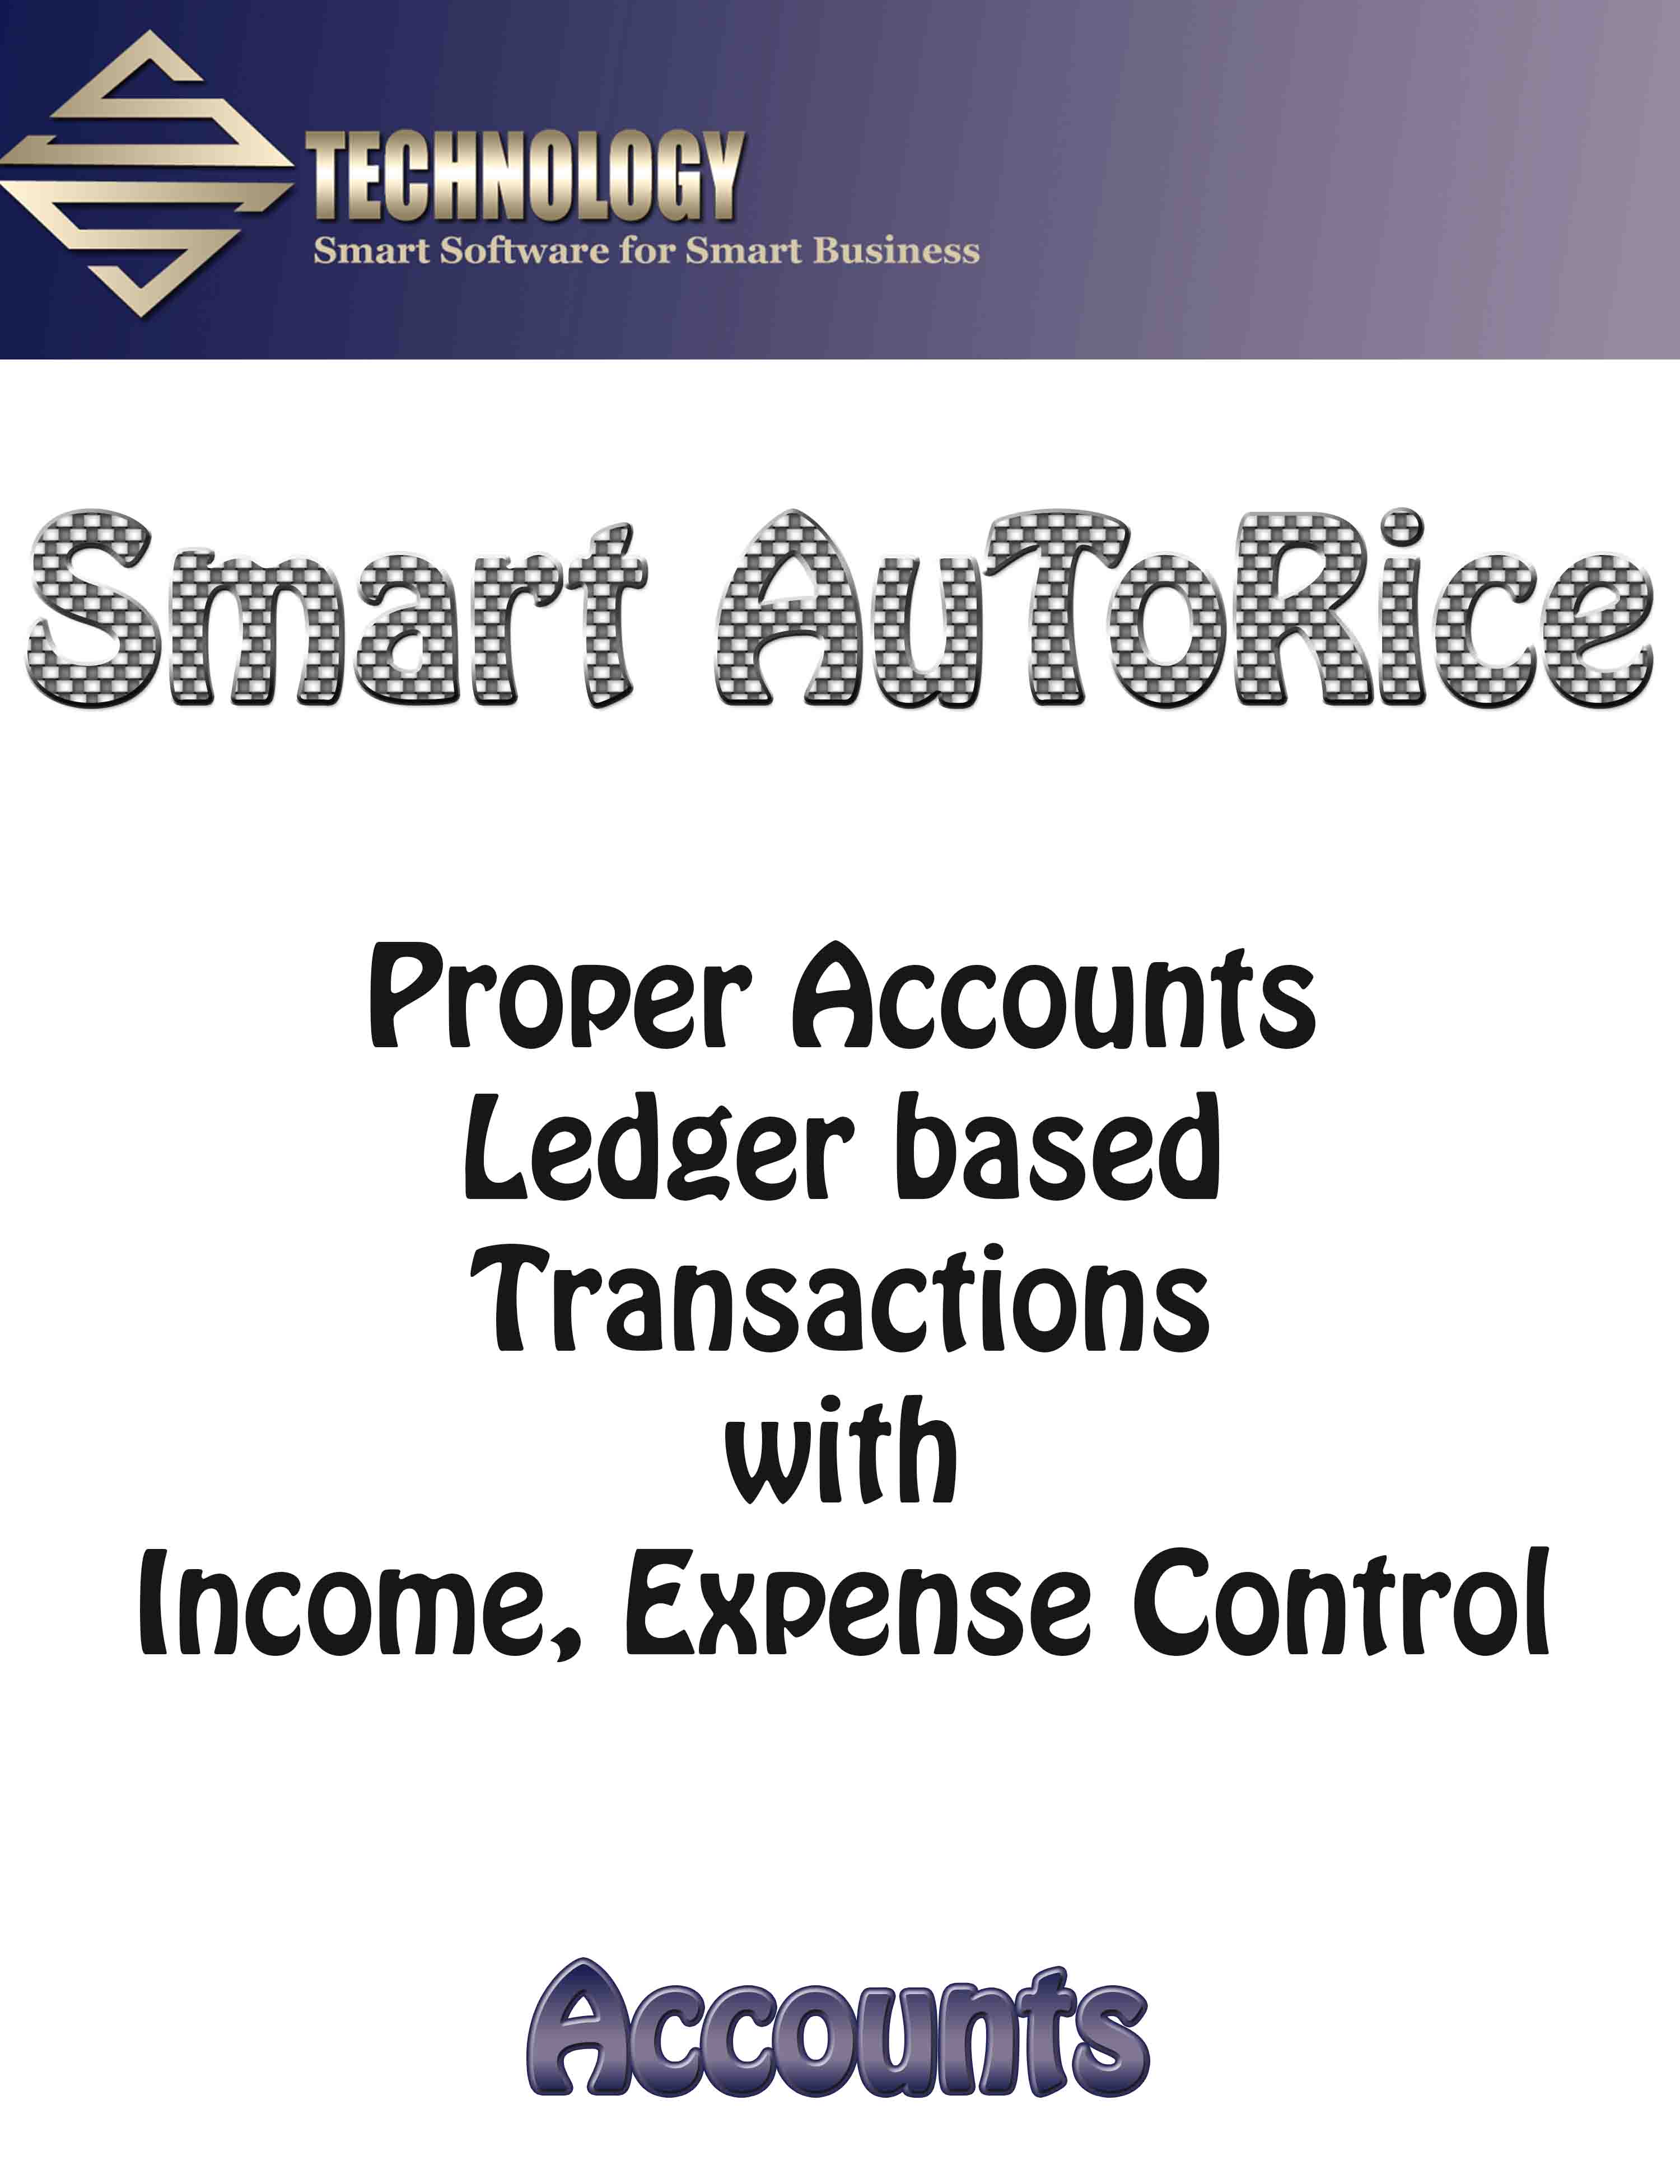 TECHNOLOGY
Smart Software for Smart Business
Smart AuToRice
Proper Accounts
Ledger based
Transactions
with
Income, Expense Control
Accounts